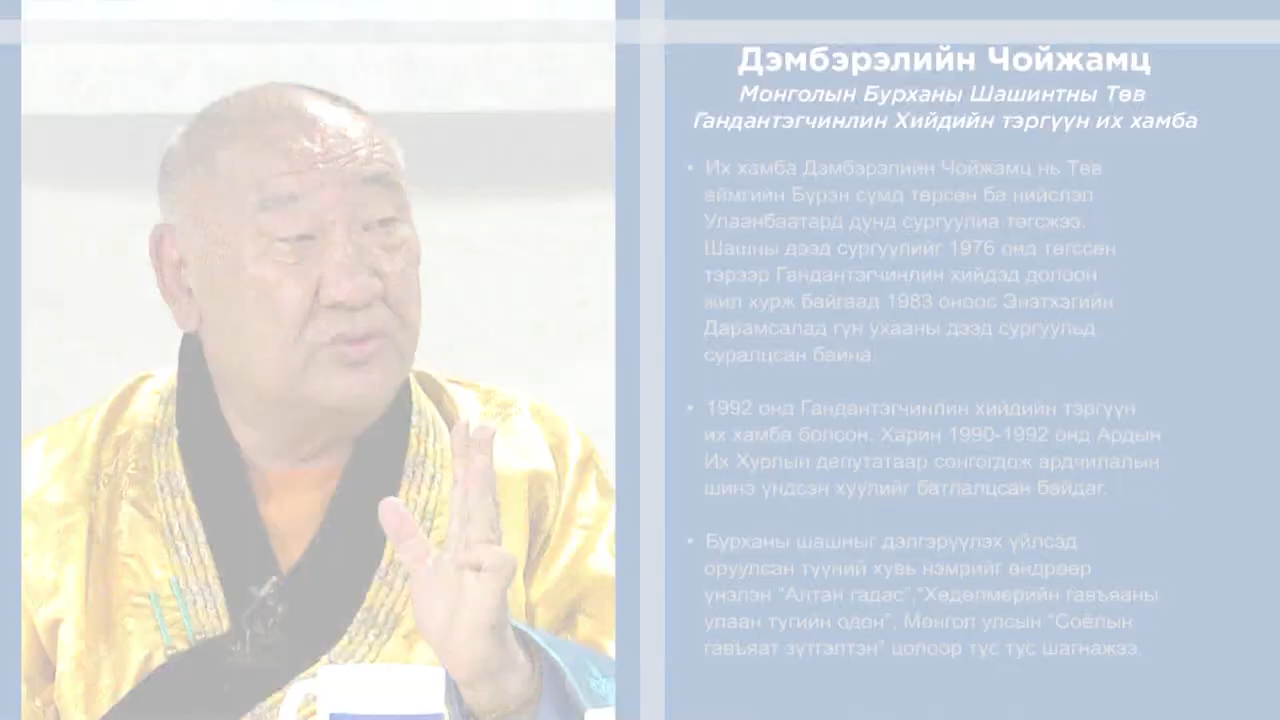 Дэмбэрэлийн Чойжамц
Монголын Бурханы Шашинтны Төв
Гандантэгчинлин Хийдийн тэргүүн их хамба
• Их хамба Дэмбэрэлийн Чойжамц нь Төв
аймгийн Бүрэн сумд төрсөн ба нийслэл
Улаанбаатард дунд сургуулиа төгсжээ.
Шашны дээд сургуулийг 1976 онд төгссөн
тэрээр Гандантэгчинлин хийдэд долоон
жил хурж байгаад 1983 оноос Энэтхэгийн
Дарамсалад гүн ухааны дээд сургуульд
суралцсан байна.
• 1992 онд Гандантэгчинлин хийдийн тэргүүн
их хамба болсон. Харин 1990-1992 онд Ардын
Их Хурлын депутатаар сонгогдож ардчилалын
шинэ үндсэн хуулийг батлалцсан байдаг.
• Бурханы шашныг дэлгэрүүлэх үйлсэд
оруулсан түүний хувь нэмрийг өндрөөр
үнэлэн “Алтан гадас”,“Хөдөлмөрийн гавъяаны
улаан тугийн одон”, Монгол улсын “Соёлын
гавъяат зүтгэлтэн” цолоор тус тус шагнажээ.